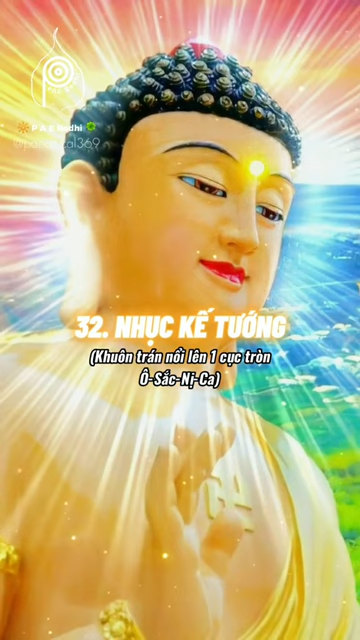 32. NHỤC KẾ TƯỚNG
(Khuôn trán nổi lên 1 cục tròn
Ô-Sắc-Nị-Ca)